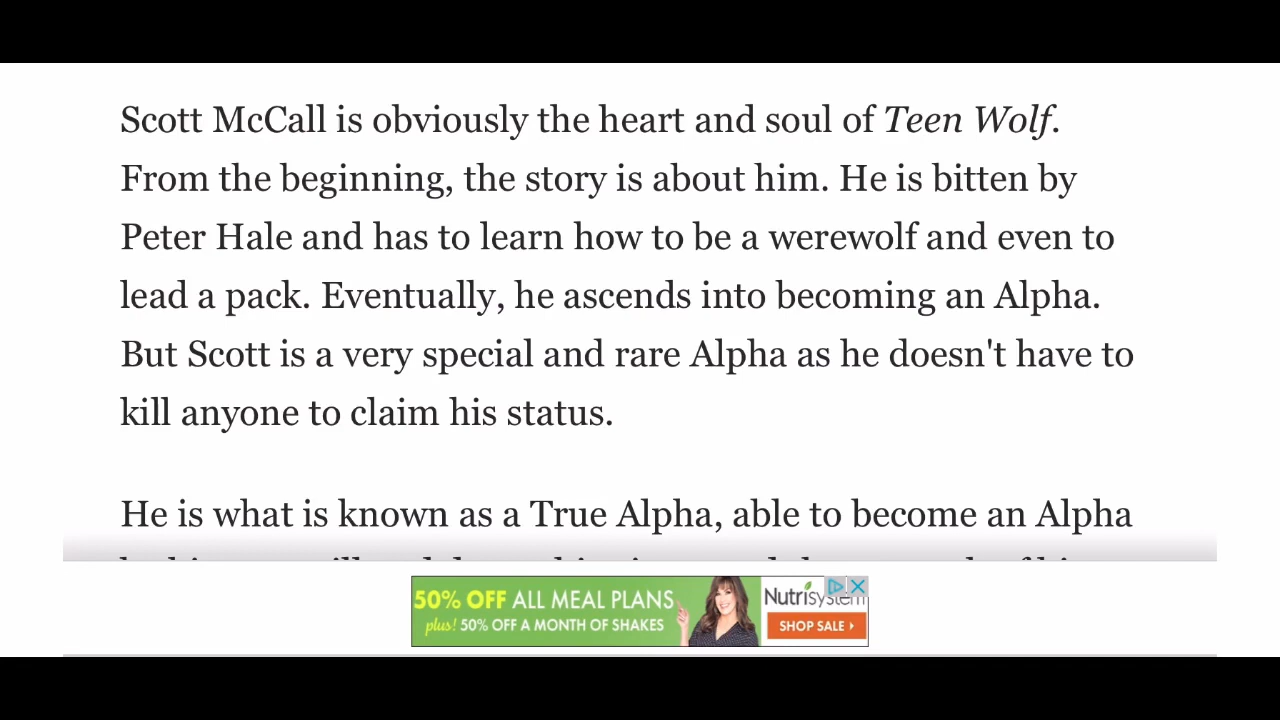 Scott McCall is obviously the heart and soul of Teen Wolf.
From the beginning, the story is about him. He is bitten by
Peter Hale and has to learn how to be a werewolf and even to
lead a pack. Eventually, he ascends into becoming an Alpha.
But Scott is a very special and rare Alpha as he doesn't have to
kill anyone to claim his status.
He is what is known as a True Alpha, able to become an Alpha
50% OFF ALL MEAL PLANS
plus! 50% OFF A MONTH OF SHAKES
Nutrisystem
SHOP SALE